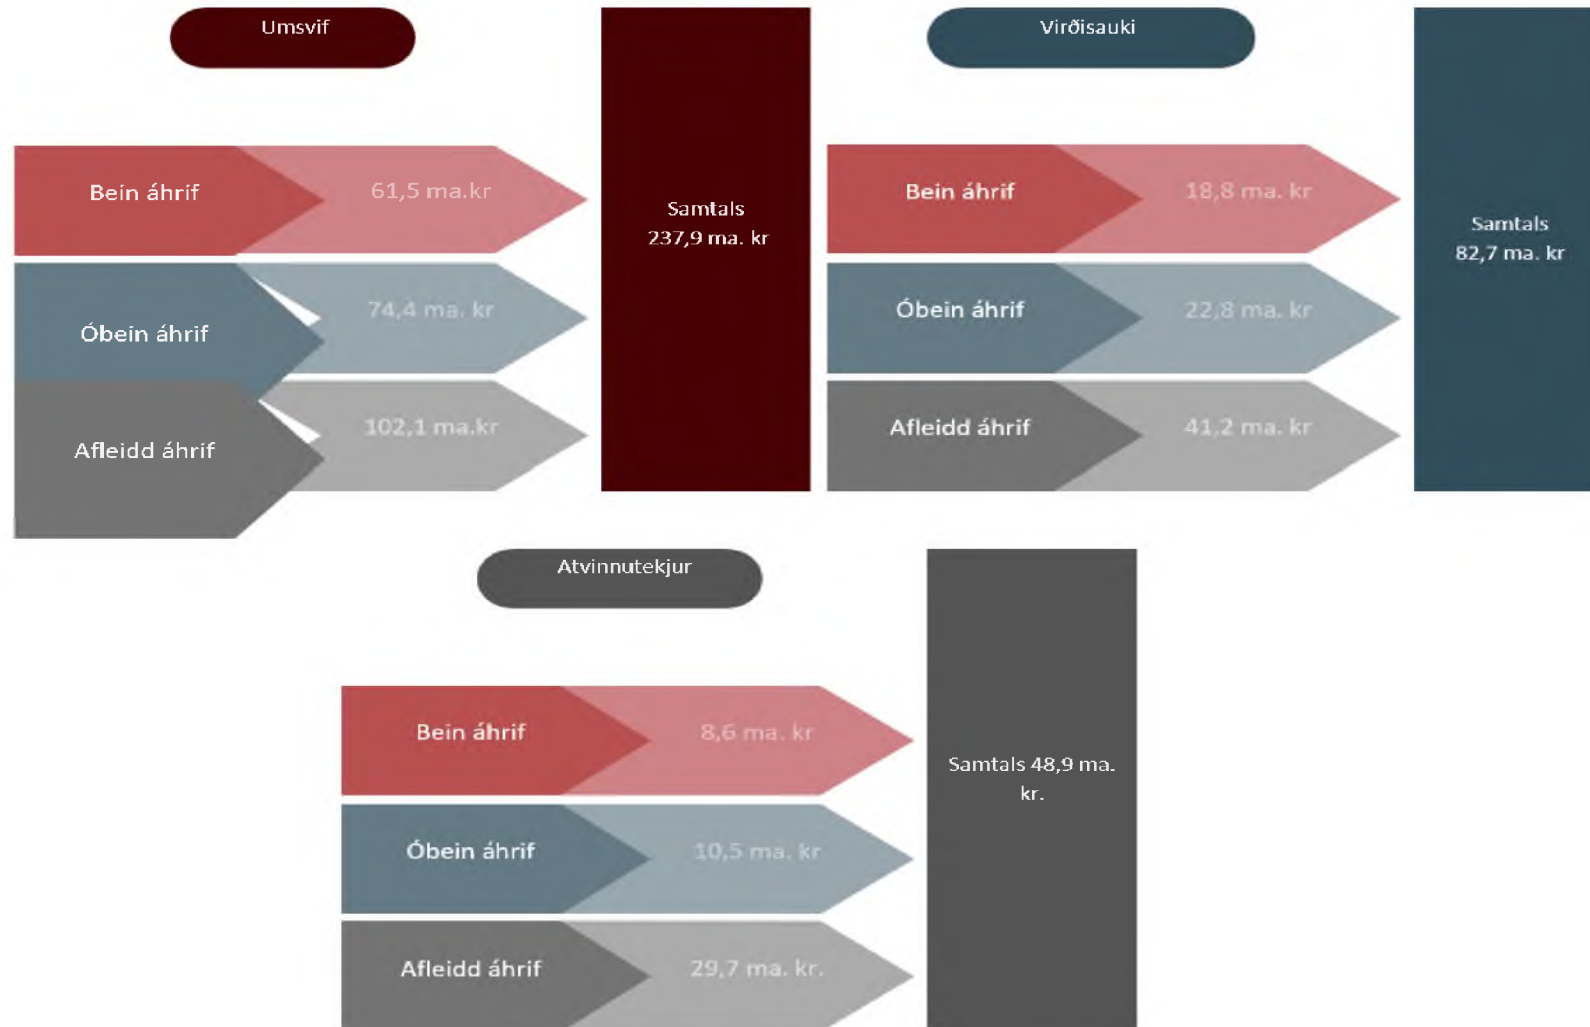 Umsvif
Bein áhrif
61,5 ma.kr
Óbein áhrif
74,4 ma. kr
Afleidd áhrif
102,1 ma.kr
Samtals
237,9 ma. kr
Virðisauki
Bein áhrif
18,8 ma. kr
Óbein áhrif
22,8 ma. kr
Afleidd áhrif
41,2 ma. kr
Samtals
82,7 ma. kr
Atvinnutekjur
Bein áhrif
8,6 ma. kr
Óbein áhrif
10,5 ma. kr
Afleidd áhrif
29,7 ma. kr.
Samtals 48,9 ma.
kr.